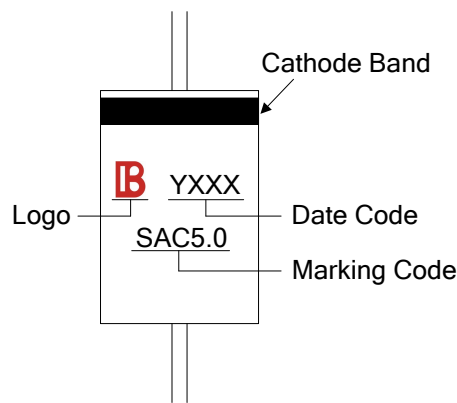 Cathode Band
B YXXX
Logo
Date Code
SAC5.0
Marking Code